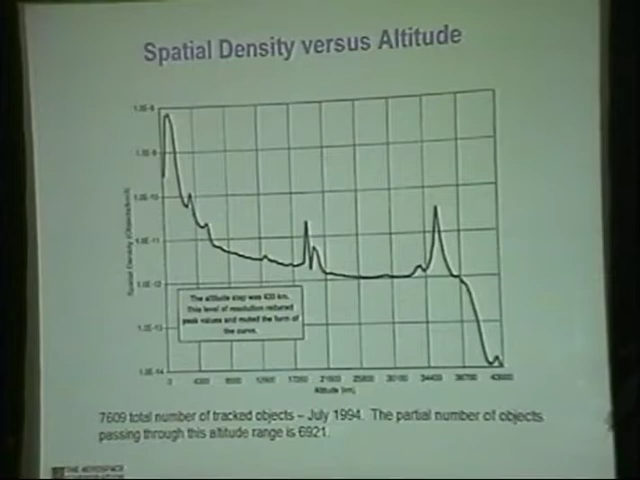 Spatial Density versus Altitude
1.0E-8
1.0E-9
1.0E-10
1.0E-11
1.0E-12
1.0E-13
1.0E-14
Spatial Density (Objects/km3)
The altitude step was 430 km.
This level of resolution reduced
peak values and muted the form of
the curve.
0 4300 8600 12900 17200 21500 25800 30100 34400 38700 43000
Altitude (km)
7609 total number of tracked objects – July 1994. The partial number of objects
passing through this altitude range is 6921.
THE AEROSPACE